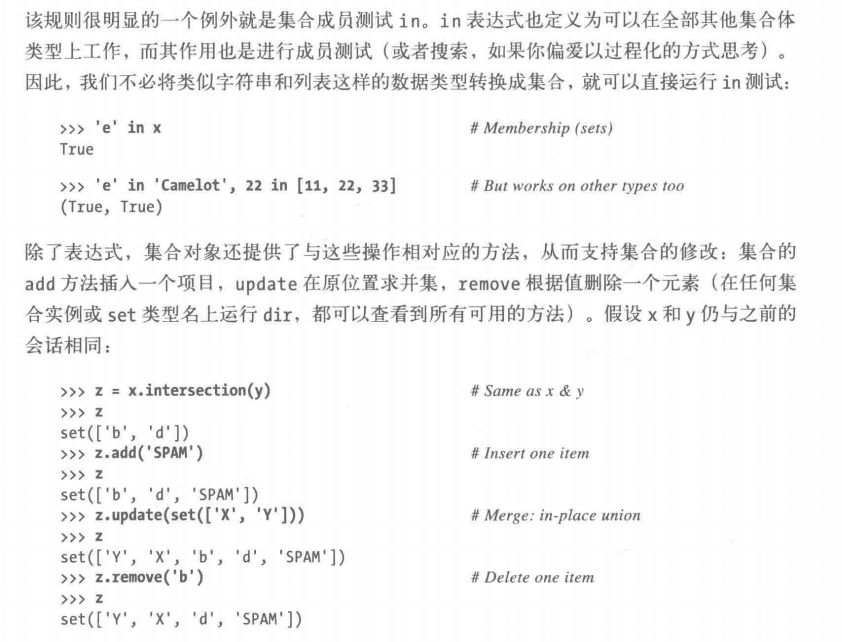 该规则很明显的一个例外就是集合成员测试 in。in 表达式也定义为可以在全部其他集合体
类型上工作，而其作用也是进行成员测试（或者搜索，如果你偏爱以过程化的方式思考）。
因此，我们不必将类似字符串和列表这样的数据类型转换成集合，就可以直接运行 in 测试：
>>> 'e' in x # Membership (sets)
True
>>> 'e' in 'Camelot', 22 in [11, 22, 33] # But works on other types too
(True, True)
除了表达式，集合对象还提供了与这些操作相对应的方法，从而支持集合的修改：集合的
add 方法插入一个项目，update 在原位置求并集，remove 根据值删除一个元素（在任何集
合实例或 set 类型名上运行 dir，都可以查看到所有可用的方法）。假设 x 和 y 仍与之前的
会话相同：
>>> z = x.intersection(y) # Same as x & y
>>> z
set(['b', 'd'])
>>> z.add('SPAM') # Insert one item
>>> z
set(['b', 'd', 'SPAM'])
>>> z.update(set(['X', 'Y'])) # Merge: in-place union
>>> z
set(['Y', 'X', 'b', 'd', 'SPAM'])
>>> z.remove('b') # Delete one item
>>> z
set(['Y', 'X', 'd', 'SPAM'])